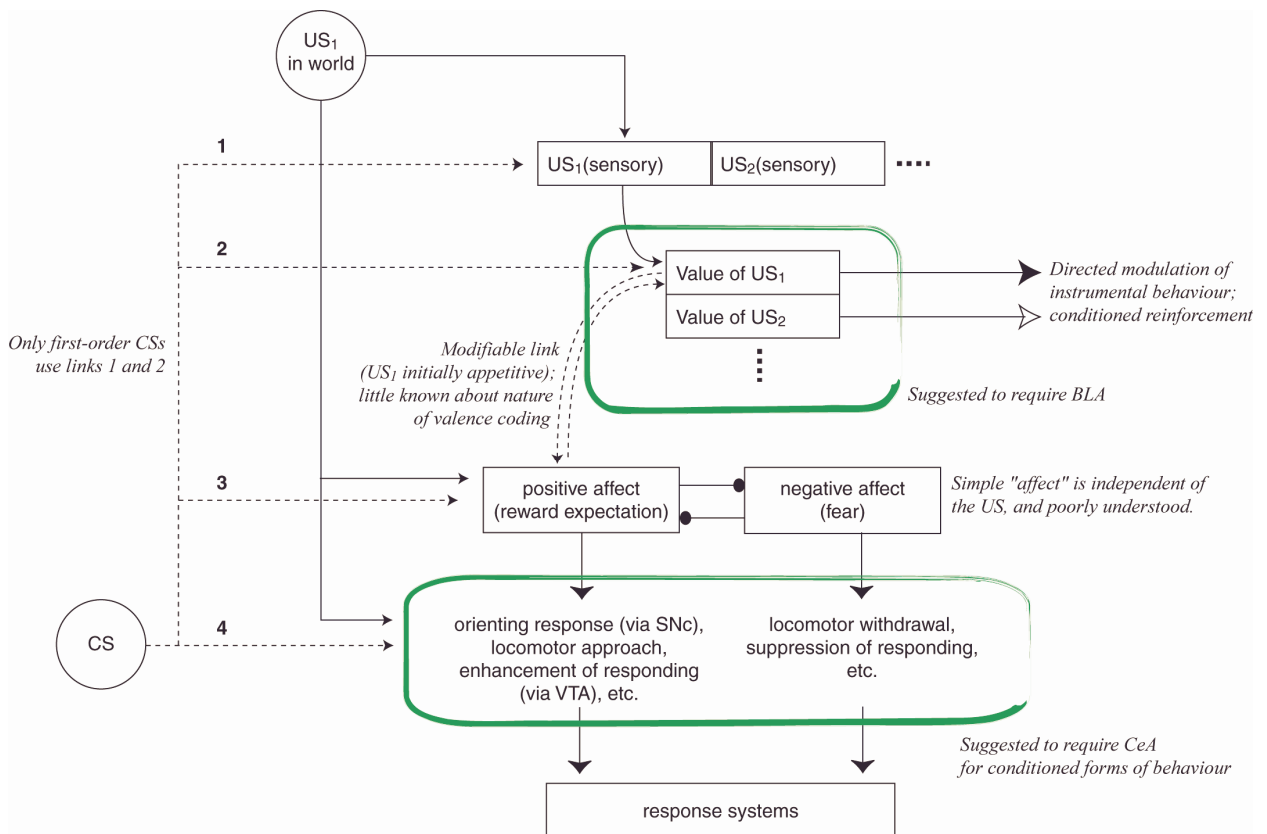 US₁
in world
1
US₁(sensory)
US₂(sensory)
2
Value of US₁
Value of US₂
Directed modulation of
instrumental behaviour;
conditioned reinforcement
Only first-order CSs
use links 1 and 2
Modifiable link
(US₁ initially appetitive);
little known about nature
of valence coding
Suggested to require BLA
3
positive affect
(reward expectation)
negative affect
(fear)
Simple "affect" is independent of
the US, and poorly understood.
CS
4
orienting response (via SNc),
locomotor approach,
enhancement of responding
(via VTA), etc.
locomotor withdrawal,
suppression of responding,
etc.
Suggested to require CeA
for conditioned forms of behaviour
response systems